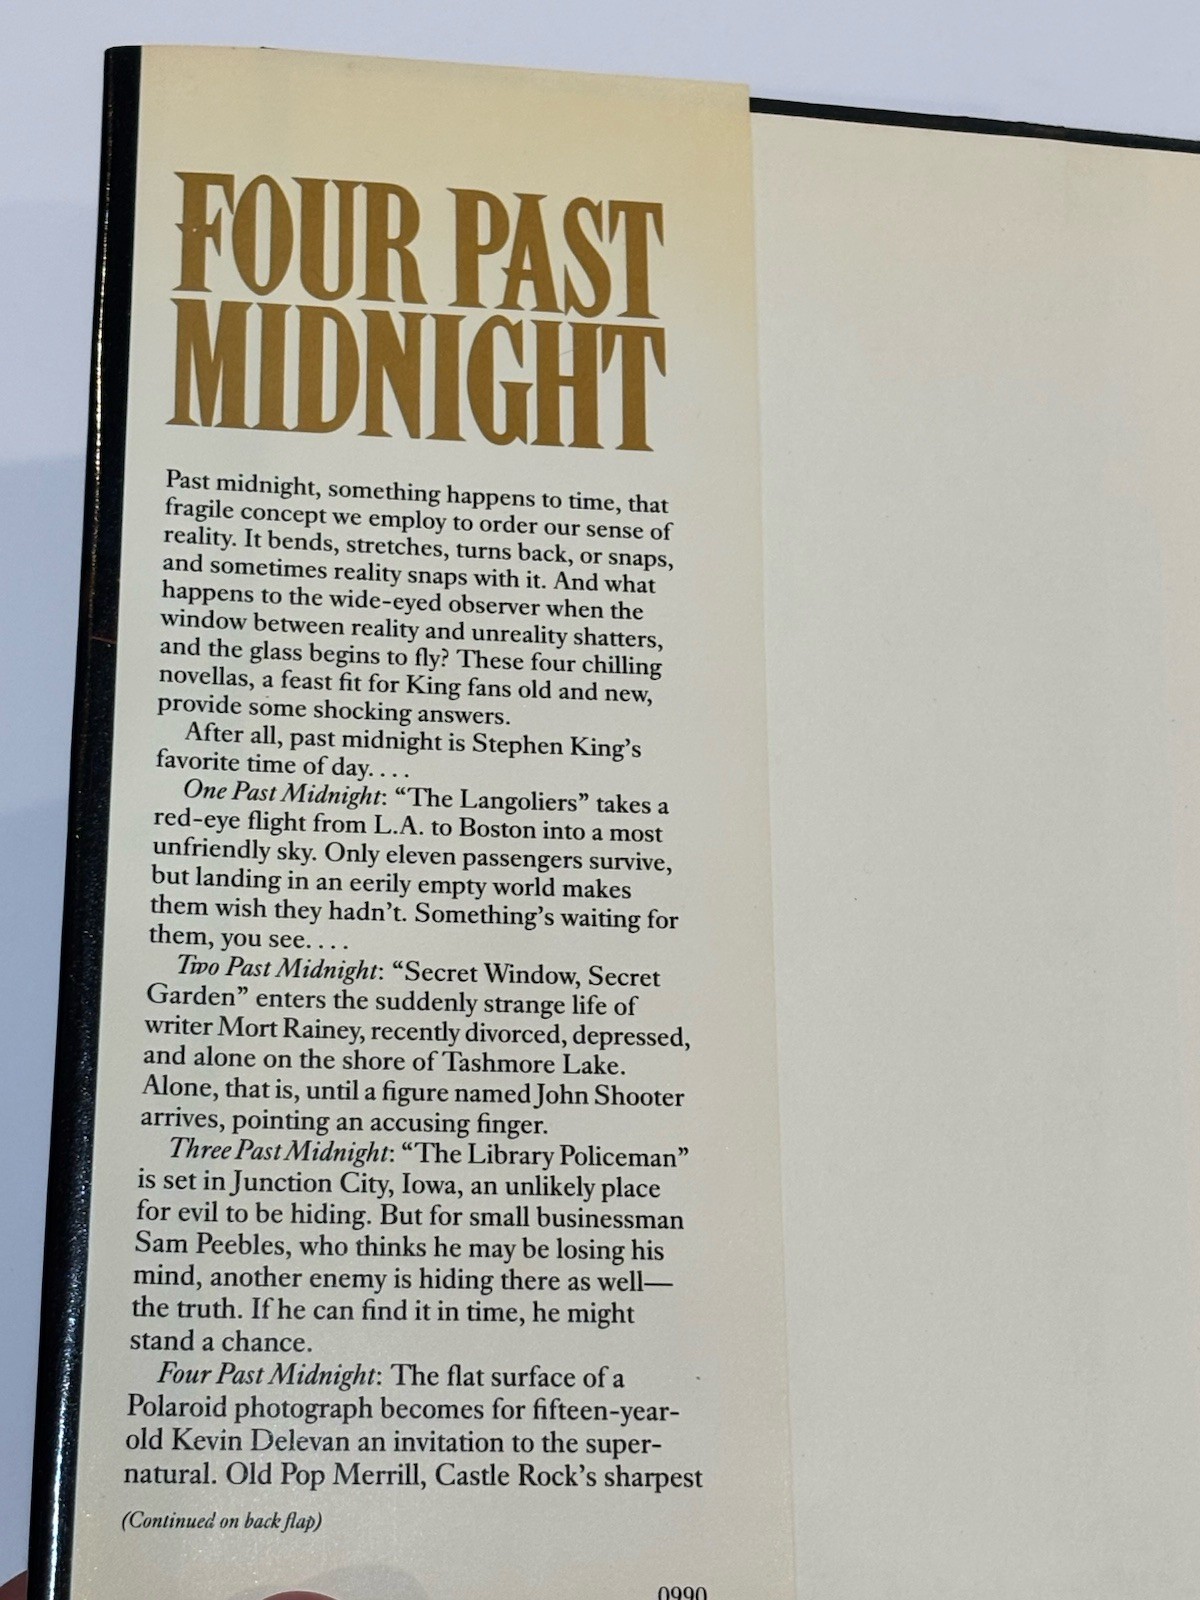 FOUR PAST
MIDNIGHT
Past midnight, something happens to time, that
fragile concept we employ to order our sense of
reality. It bends, stretches, turns back, or snaps,
and sometimes reality snaps with it. And what
happens to the wide-eyed observer when the
window between reality and unreality shatters,
and the glass begins to fly? These four chilling
novellas, a feast fit for King fans old and new,
provide some shocking answers.
After all, past midnight is Stephen King's
favorite time of day. . . .
One Past Midnight: “The Langoliers” takes a
red-eye flight from L.A. to Boston into a most
unfriendly sky. Only eleven passengers survive,
but landing in an eerily empty world makes
them wish they hadn't. Something's waiting for
them, you see. . . .
Two Past Midnight: “Secret Window, Secret
Garden” enters the suddenly strange life of
writer Mort Rainey, recently divorced, depressed,
and alone on the shore of Tashmore Lake.
Alone, that is, until a figure named John Shooter
arrives, pointing an accusing finger.
Three Past Midnight: “The Library Policeman”
is set in Junction City, Iowa, an unlikely place
for evil to be hiding. But for small businessman
Sam Peebles, who thinks he may be losing his
mind, another enemy is hiding there as well—
the truth. If he can find it in time, he might
stand a chance.
Four Past Midnight: The flat surface of a
Polaroid photograph becomes for fifteen-year-
old Kevin Delevan an invitation to the super-
natural. Old Pop Merrill, Castle Rock's sharpest
(Continued on back flap)
0990